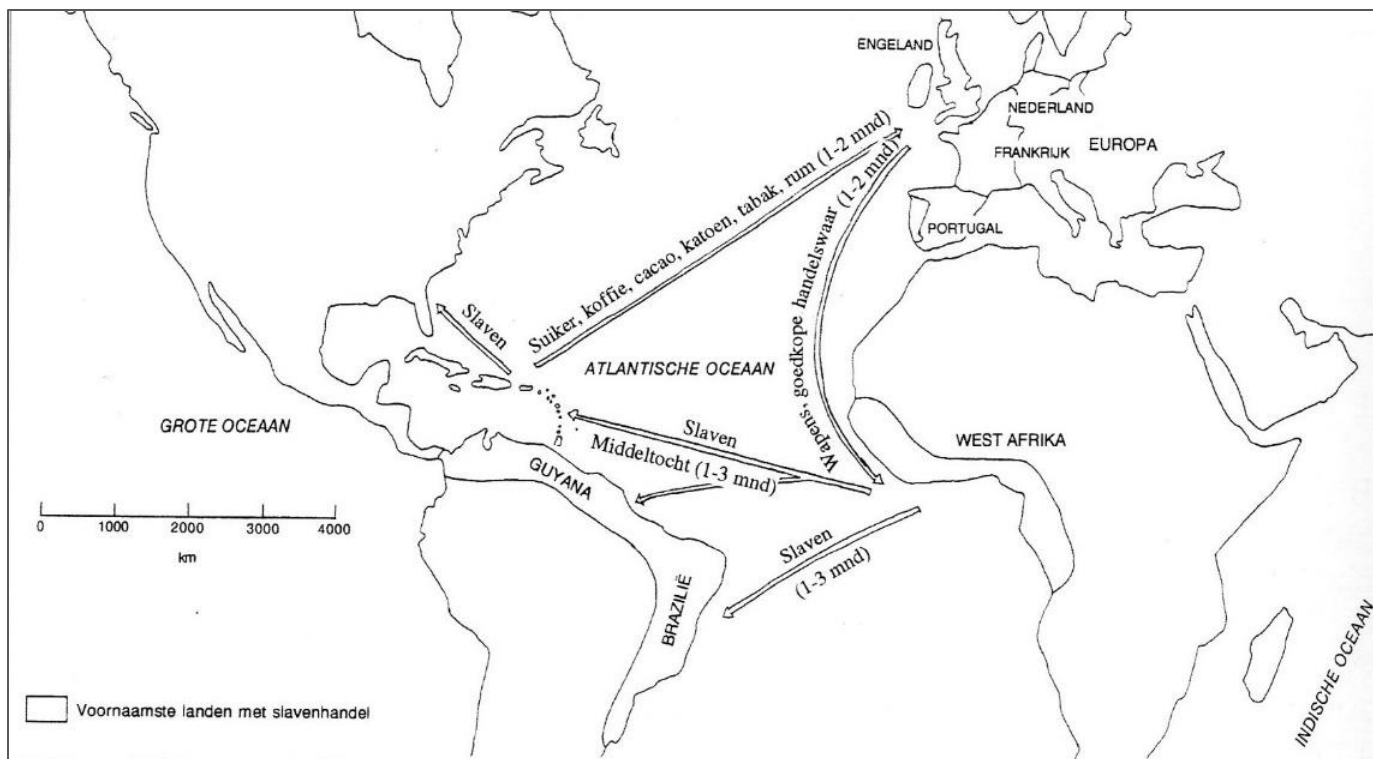 ENGELAND
NEDERLAND
FRANKRIJK
EUROPA
PORTUGAL
Suiker, koffie, cacao, katoen, tabak, rum (1-2 mnd)
Wapens, goedkope handelswaar (1-2 mnd)
Slaven
ATLANTISCHE OCEAAN
GROTE OCEAAN
Slaven
Middeltocht (1-3 mnd)
WEST AFRIKA
GUYANA
0 1000 2000 3000 4000
km
Slaven
(1-3 mnd)
BRAZILIË
INDISCHE OCEAAN
Voornaamste landen met slavenhandel